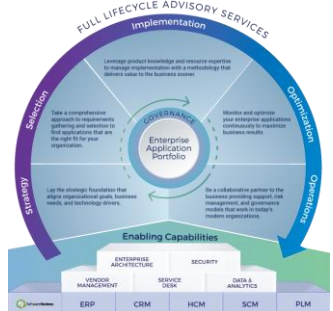 FULL LIFECYCLE ADVISORY SERVICES
Implementation
Leverage product knowledge and resource expertise
to manage implementation with a methodology that
delivers value to the business sooner.
Selection
Take a comprehensive
approach to requirements
gathering and selection to
find applications that are
the right fit for your
organization.
GOVERNANCE
Enterprise
Application
Portfolio
Monitor and optimize
your enterprise applications
continuously to maximize
business results.
Optimization
Strategy
Lay the strategic foundation that
aligns organizational goals, business
needs, and technology drivers.
Be a collaborative partner to the
business providing support, risk
management, and governance
models that work in today's
modern organizations.
Operations
Enabling Capabilities
ENTERPRISE
ARCHITECTURE
SECURITY
VENDOR
MANAGEMENT
SERVICE
DESK
DATA &
ANALYTICS
SoftwareReviews
ERP
CRM
HCM
SCM
PLM